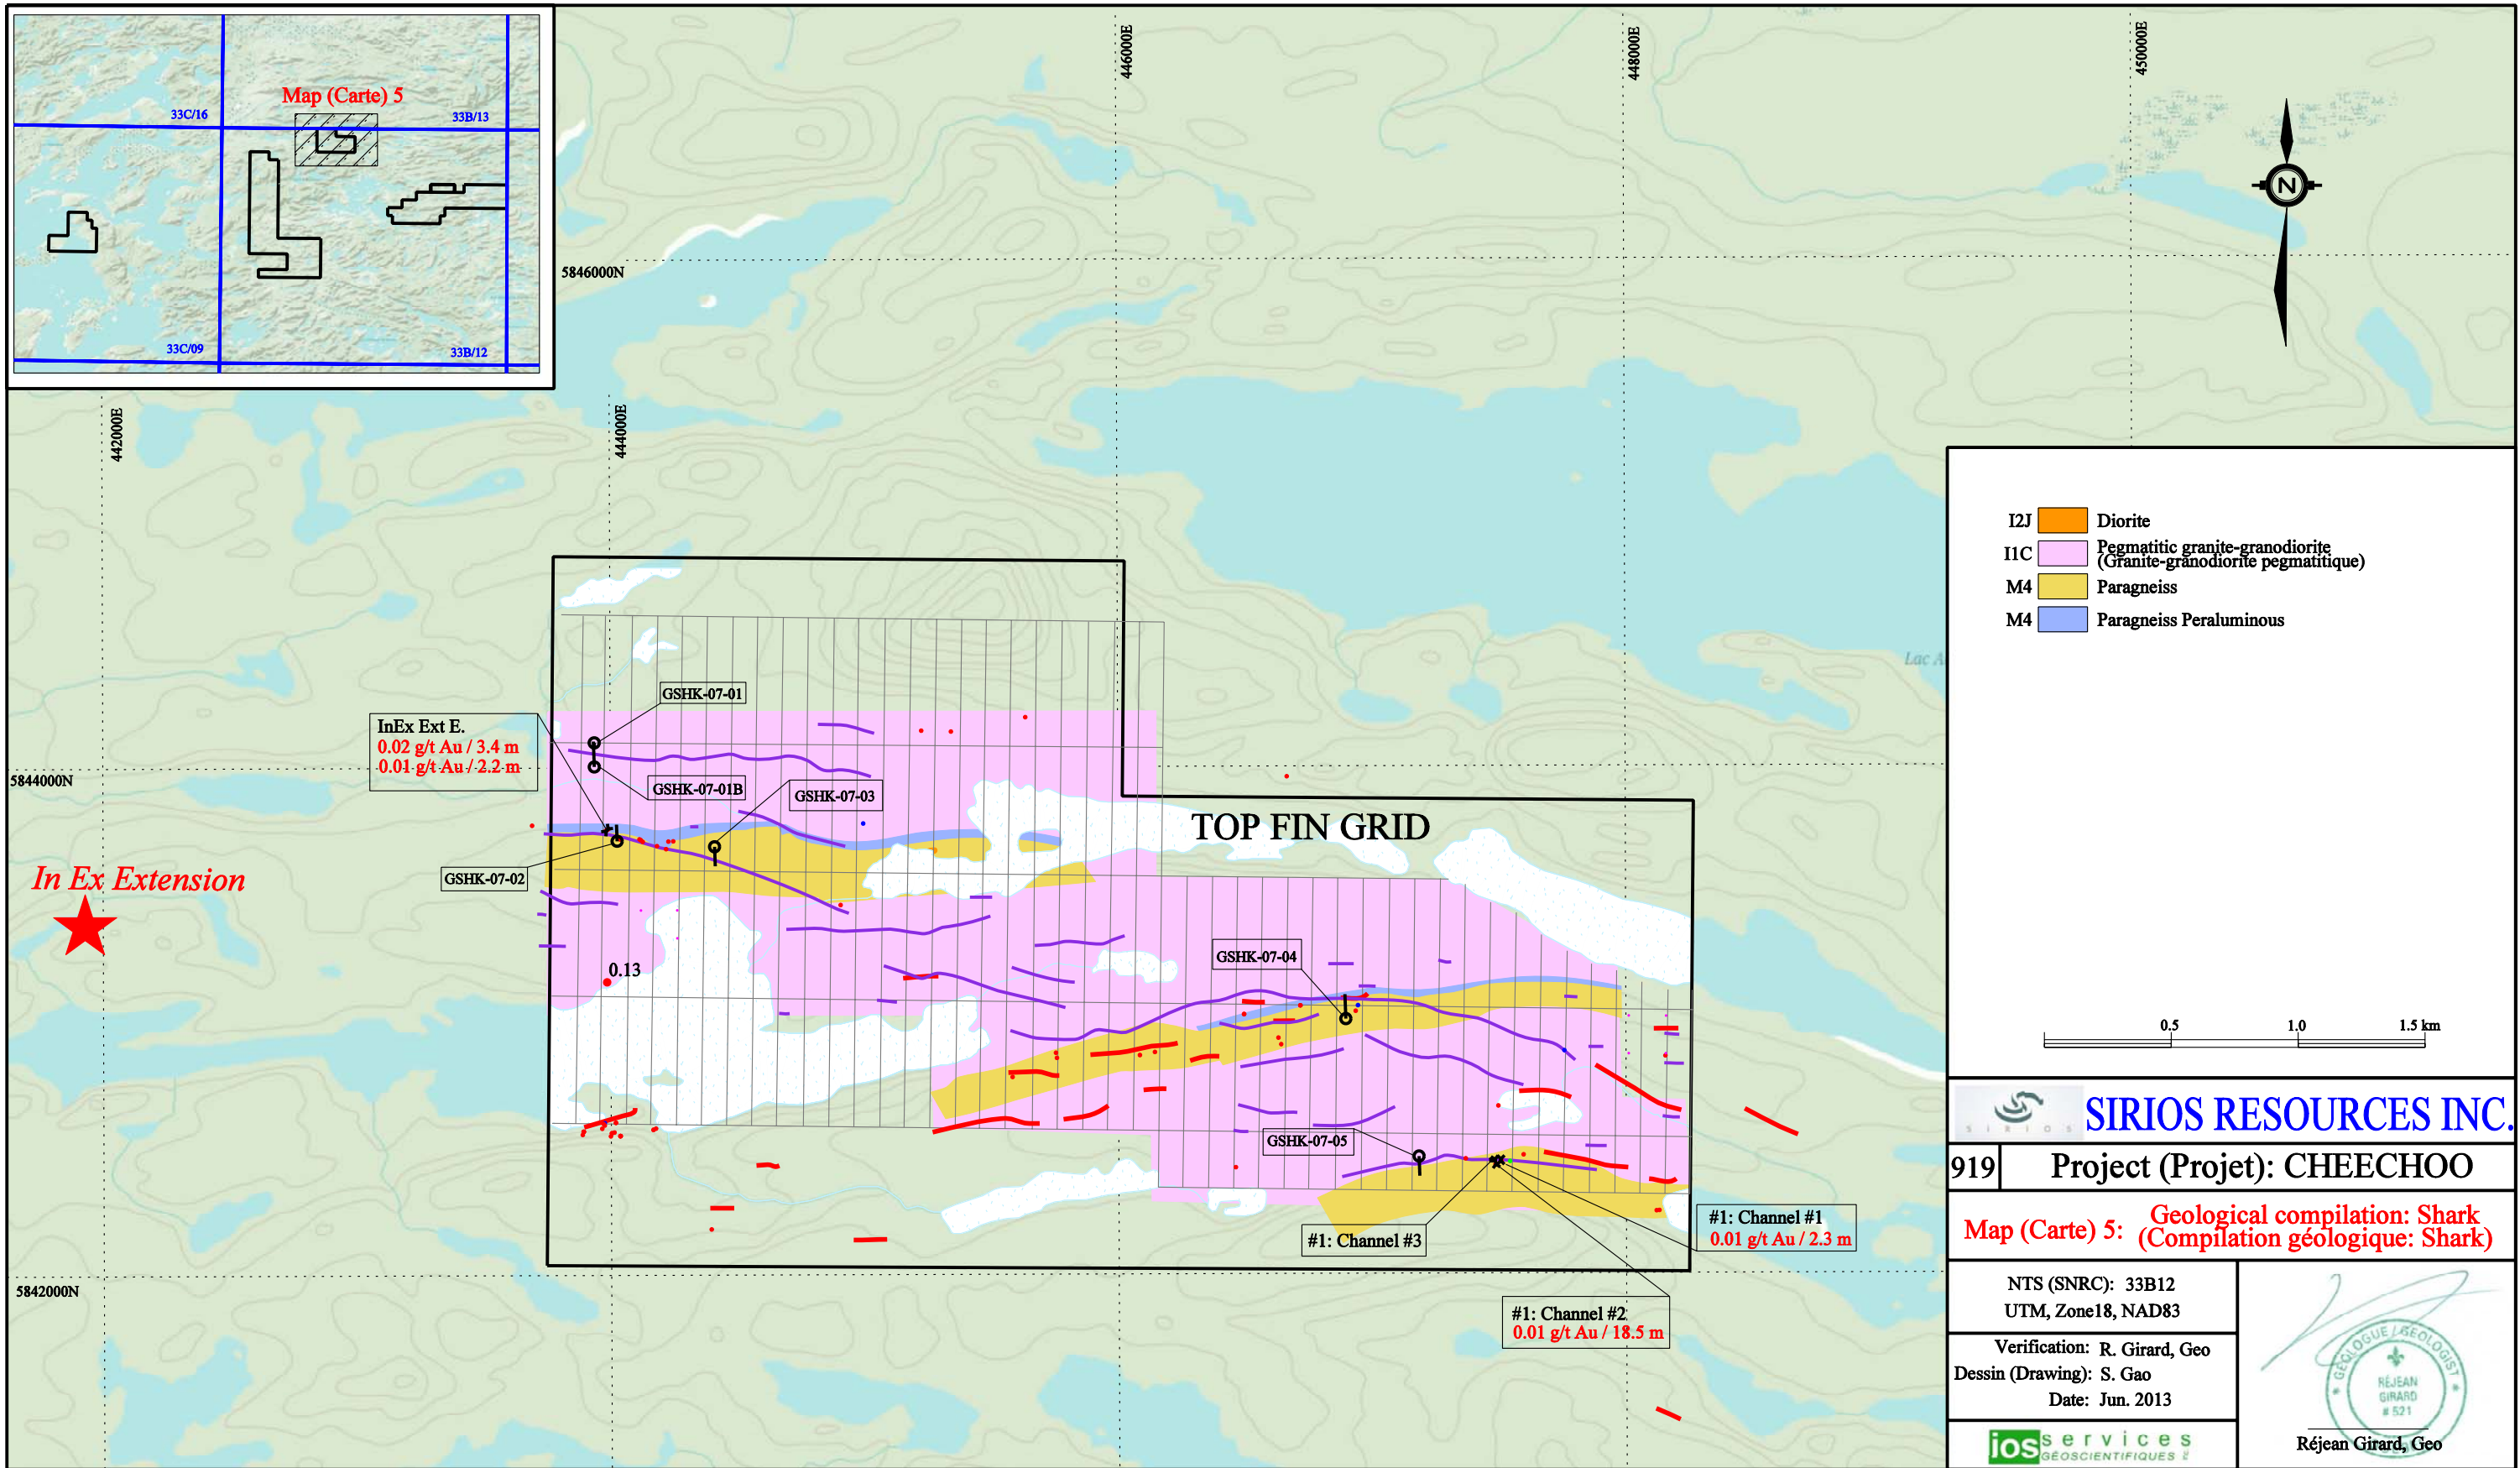 Map (Carte) 5
33C/16
33B/13
33C/09
33B/12
446000E
448000E
450000E
442000E
444000E
5846000N
5844000N
5842000N
N
I2J Diorite
I1C Pegmatitic granite-granodiorite
(Granite-granodiorite pegmatitique)
M4 Paragneiss
M4 Paragneiss Peraluminous
Lac A
GSHK-07-01
InEx Ext E.
0.02 g/t Au / 3.4 m
0.01 g/t Au / 2.2 m
GSHK-07-01B
GSHK-07-03
TOP FIN GRID
GSHK-07-02
In Ex Extension
0.13
GSHK-07-04
GSHK-07-05
#1: Channel #3
#1: Channel #1
0.01 g/t Au / 2.3 m
#1: Channel #2
0.01 g/t Au / 18.5 m
0.5 1.0 1.5 km
SIRIOS
SIRIOS RESOURCES INC.
919 Project (Projet): CHEECHOO
Map (Carte) 5: Geological compilation: Shark
(Compilation géologique: Shark)
NTS (SNRC): 33B12
UTM, Zone18, NAD83
Verification: R. Girard, Geo
Dessin (Drawing): S. Gao
Date: Jun. 2013
ios services
GÉOSCIENTIFIQUES
GÉOLOGUE / GEOLOGIST
RÉJEAN
GIRARD
# 521
Réjean Girard, Geo